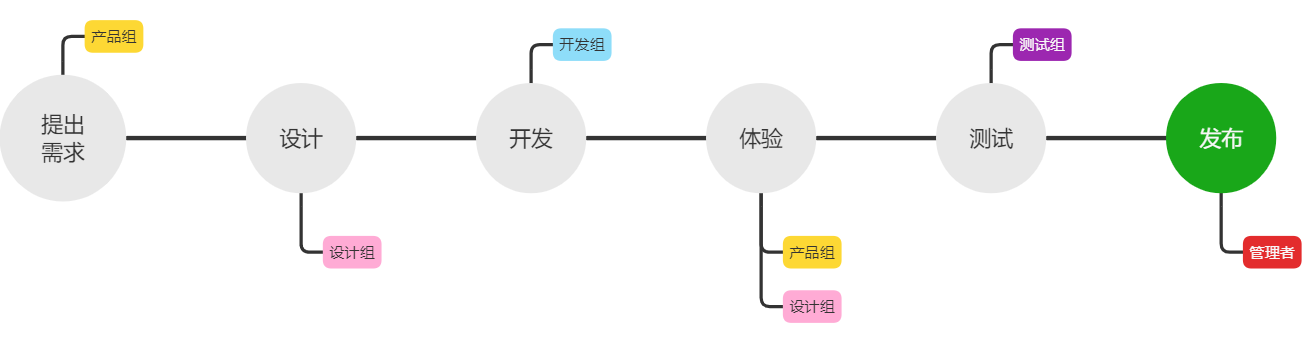 产品组
提出
需求
设计
设计组
开发组
开发
体验
产品组
设计组
测试组
测试
发布
管理者